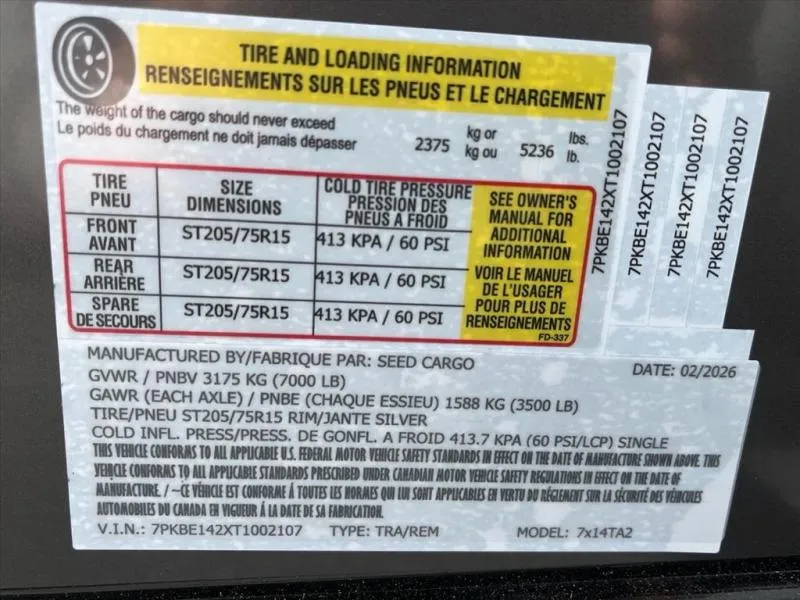 TIRE AND LOADING INFORMATION
RENSEIGNEMENTS SUR LES PNEUS ET LE CHARGEMENT
The weight of the cargo should never exceed
Le poids du chargement ne doit jamais dépasser
2375 kg or kg ou 5236 lbs. lb.
TIRE PNEU
SIZE DIMENSIONS
COLD TIRE PRESSURE
PRESSION DES
PNEUS A FROID
FRONT AVANT ST205/75R15 413 KPA / 60 PSI
REAR ARRIÈRE ST205/75R15 413 KPA / 60 PSI
SPARE DE SECOURS ST205/75R15 413 KPA / 60 PSI
SEE OWNER'S
MANUAL FOR
ADDITIONAL
INFORMATION
VOIR LE MANUEL
DE L'USAGER
POUR PLUS DE
RENSEIGNEMENTS
FD-337
7PKBE142XT1002107
7PKBE142XT1002107
7PKBE142XT1002107
7PKBE142XT1002107
MANUFACTURED BY/FABRIQUE PAR: SEED CARGO DATE: 02/2026
GVWR / PNBV 3175 KG (7000 LB)
GAWR (EACH AXLE) / PNBE (CHAQUE ESSIEU) 1588 KG (3500 LB)
TIRE/PNEU ST205/75R15 RIM/JANTE SILVER
COLD INFL. PRESS/PRESS. DE GONFL. A FROID 413.7 KPA (60 PSI/LCP) SINGLE
THIS VEHICLE CONFORMS TO ALL APPLICABLE U.S. FEDERAL MOTOR VEHICLE SAFETY STANDARDS IN EFFECT ON THE DATE OF MANUFACTURE SHOWN ABOVE. THIS
VEHICLE CONFORMS TO ALL APPLICABLE STANDARDS PRESCRIBED UNDER CANADIAN MOTOR VEHICLE SAFETY REGULATIONS IN EFFECT ON THE DATE OF
MANUFACTURE. / -CE VÉHICLE EST CONFORME À TOUTES LES NORMES QUI LUI SONT APPLICABLES EN VERTU DU RÉGLEMENT SUR LA SÉCURITÉ DES VÉHICULES
AUTOMOBILES DU CANADA EN VIGUEUR À LA DATE DE SA FABRICATION.
V.I.N.: 7PKBE142XT1002107 TYPE: TRA/REM MODEL: 7x14TA2